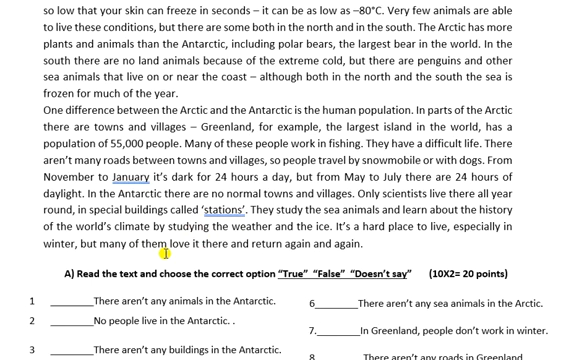 so low that your skin can freeze in seconds – it can be as low as –80°C. Very few animals are
able to live these conditions, but there are some both in the north and in the south. The Arctic has more
plants and animals than the Antarctic, including polar bears, the largest bear in the world. In the
south there are no land animals because of the extreme cold, but there are penguins and other
sea animals that live on or near the coast – although both in the north and the south the sea is
frozen for much of the year.
One difference between the Arctic and the Antarctic is the human population. In parts of the Arctic
there are towns and villages – Greenland, for example, the largest island in the world, has a
population of 55,000 people. Many of these people work in fishing. They have a difficult life. There
aren't many roads between towns and villages, so people travel by snowmobile or with dogs. From
November to January it's dark for 24 hours a day, but from May to July there are 24 hours of
daylight. In the Antarctic there are no normal towns and villages. Only scientists live there all year
round, in special buildings called 'stations'. They study the sea animals and learn about the history
of the world's climate by studying the weather and the ice. It's a hard place to live, especially in
winter, but many of them love it there and return again and again.
A) Read the text and choose the correct option "True" "False" "Doesn't say" (10X2= 20 points)
1 ________There aren't any animals in the Antarctic.
2 ________No people live in the Antarctic. .
3 ________There aren't any buildings in the Antarctic.
6________There aren't any sea animals in the Arctic.
7.________In Greenland, people don't work in winter.
8 ________There aren't any roads in Greenland